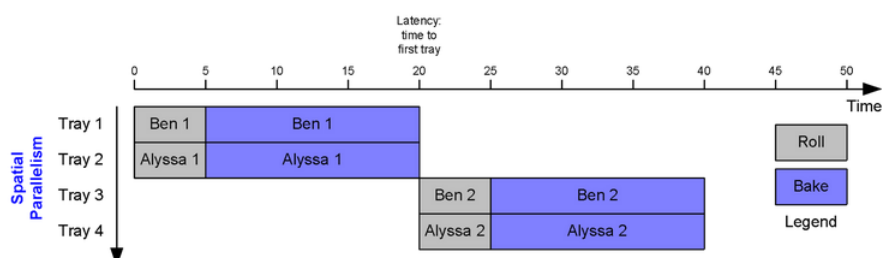 Latency:
time to
first tray
0 5 10 15 20 25 30 35 40 45 50
Time
Spatial
Parallelism
Tray 1 Ben 1 Ben 1
Tray 2 Alyssa 1 Alyssa 1
Tray 3 Ben 2 Ben 2
Tray 4 Alyssa 2 Alyssa 2
Roll
Bake
Legend